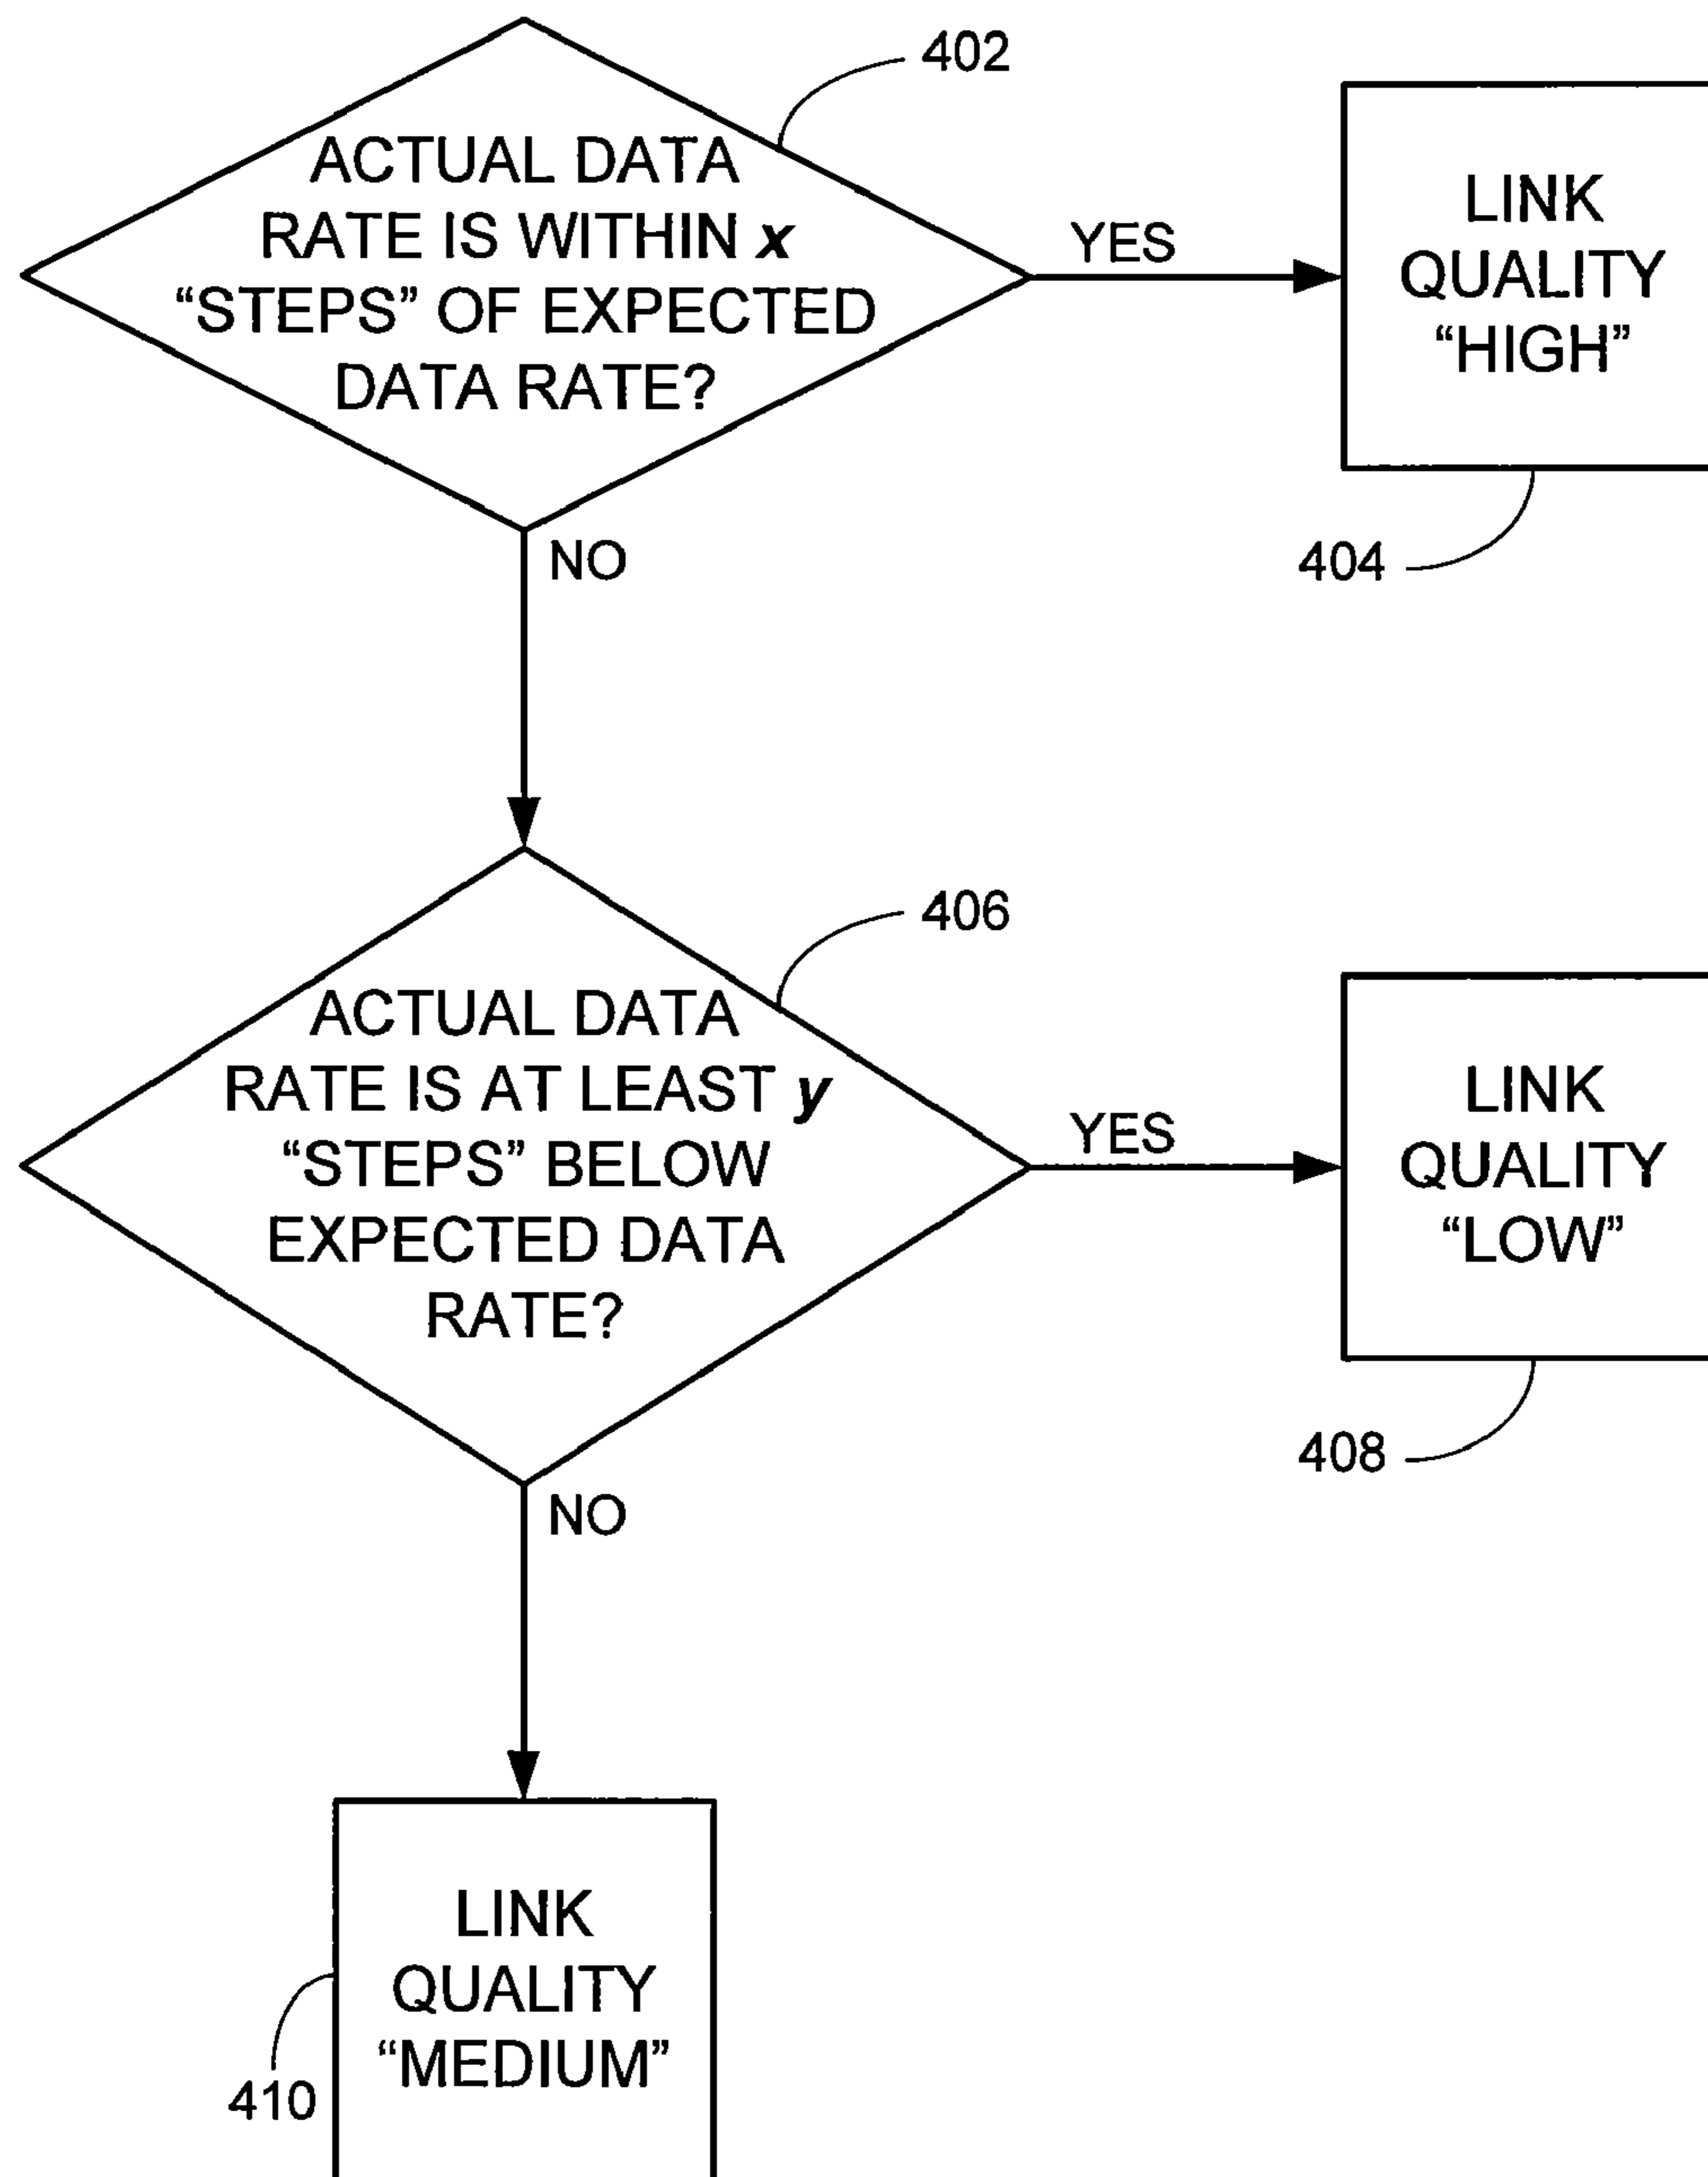 402
ACTUAL DATA
RATE IS WITHIN x
“STEPS” OF EXPECTED
DATA RATE?
YES
LINK
QUALITY
“HIGH”
404
NO
406
ACTUAL DATA
RATE IS AT LEAST y
“STEPS” BELOW
EXPECTED DATA
RATE?
YES
LINK
QUALITY
“LOW”
408
NO
LINK
QUALITY
“MEDIUM”
410